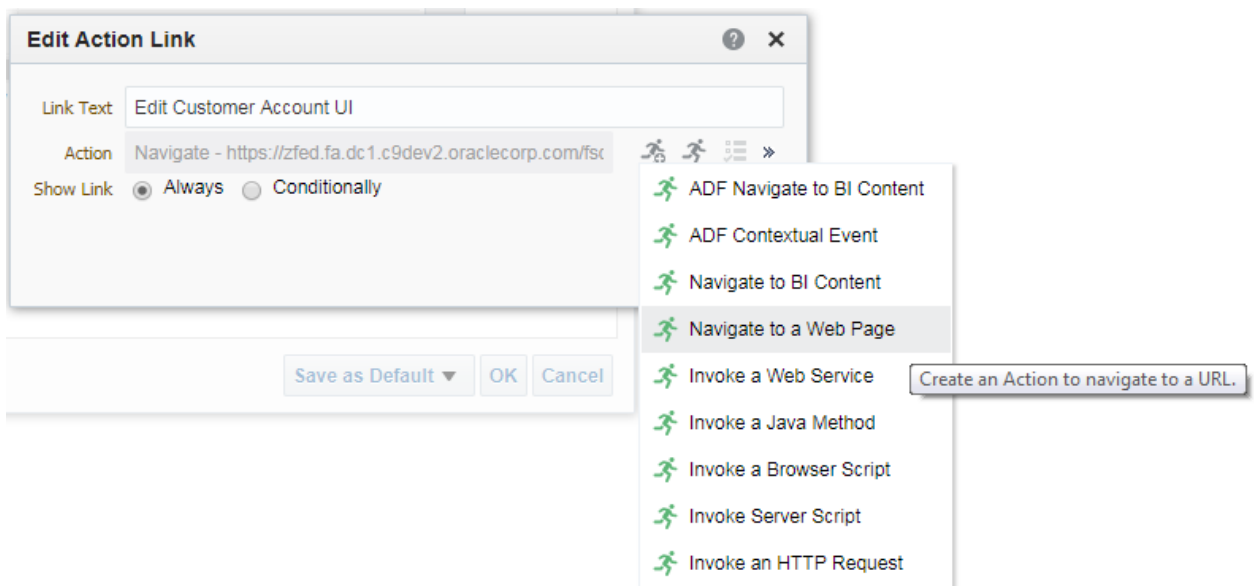 Edit Action Link
Link Text Edit Customer Account UI
Action Navigate - https://zfed.fa.dc1.c9dev2.oraclecorp.com/fsc
Show Link Always Conditionally
ADF Navigate to BI Content
ADF Contextual Event
Navigate to BI Content
Navigate to a Web Page
Invoke a Web Service
Create an Action to navigate to a URL.
Invoke a Java Method
Invoke a Browser Script
Invoke Server Script
Invoke an HTTP Request
Save as Default OK Cancel